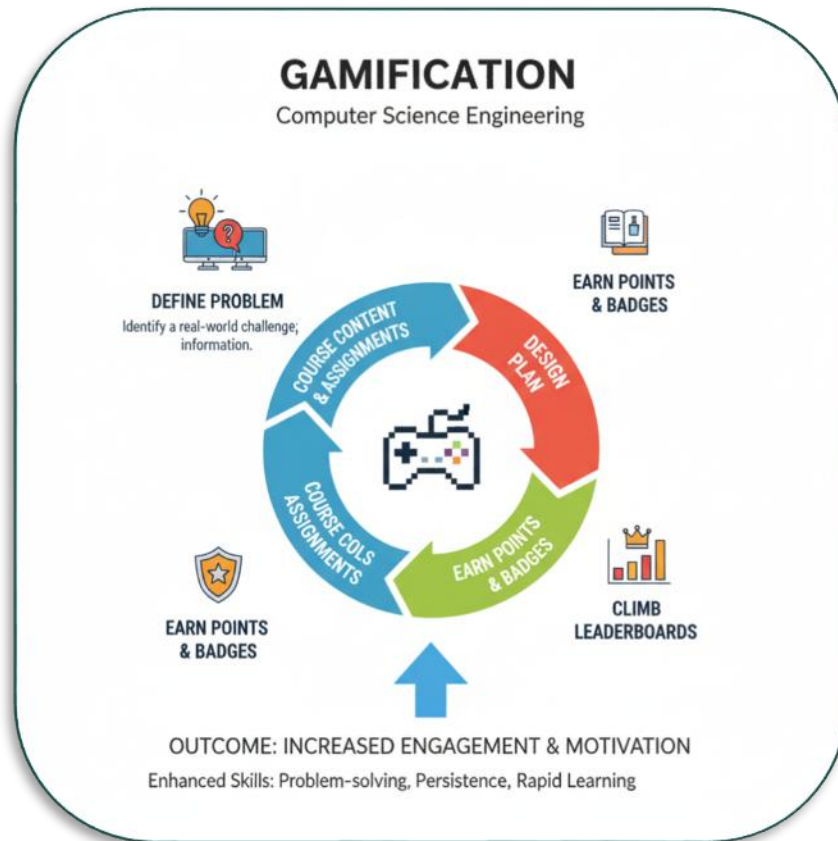 GAMIFICATION
Computer Science Engineering
DEFINE PROBLEM
Identify a real-world challenge;
information.
EARN POINTS
& BADGES
COURSE CONTENT
& ASSIGNMENTS
DESIGN
PLAN
COURSE COLS
ASSIGNMENTS
EARN POINTS
& BADGES
EARN POINTS
& BADGES
CLIMB
LEADERBOARDS
OUTCOME: INCREASED ENGAGEMENT & MOTIVATION
Enhanced Skills: Problem-solving, Persistence, Rapid Learning